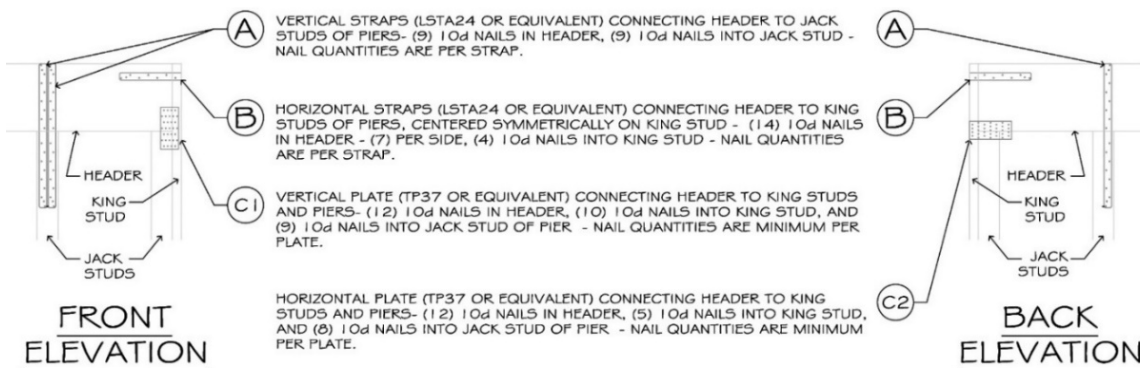 A
VERTICAL STRAPS (LSTA24 OR EQUIVALENT) CONNECTING HEADER TO JACK
STUDS OF PIERS- (9) 10d NAILS IN HEADER, (9) 10d NAILS INTO JACK STUD -
NAIL QUANTITIES ARE PER STRAP.
A
B
HORIZONTAL STRAPS (LSTA24 OR EQUIVALENT) CONNECTING HEADER TO KING
STUDS OF PIERS, CENTERED SYMMETRICALLY ON KING STUD - (14) 10d NAILS
IN HEADER - (7) PER SIDE, (4) 10d NAILS INTO KING STUD - NAIL QUANTITIES
ARE PER STRAP.
B
HEADER
KING
STUD
JACK
STUDS
C1
VERTICAL PLATE (TP37 OR EQUIVALENT) CONNECTING HEADER TO KING STUDS
AND PIERS- (12) 10d NAILS IN HEADER, (10) 10d NAILS INTO KING STUD, AND
(9) 10d NAILS INTO JACK STUD OF PIER - NAIL QUANTITIES ARE MINIMUM PER
PLATE.
HEADER
KING
STUD
JACK
STUDS
HORIZONTAL PLATE (TP37 OR EQUIVALENT) CONNECTING HEADER TO KING
STUDS AND PIERS- (12) 10d NAILS IN HEADER, (5) 10d NAILS INTO KING STUD,
AND (8) 10d NAILS INTO JACK STUD OF PIER - NAIL QUANTITIES ARE MINIMUM
PER PLATE.
C2
FRONT
ELEVATION
BACK
ELEVATION